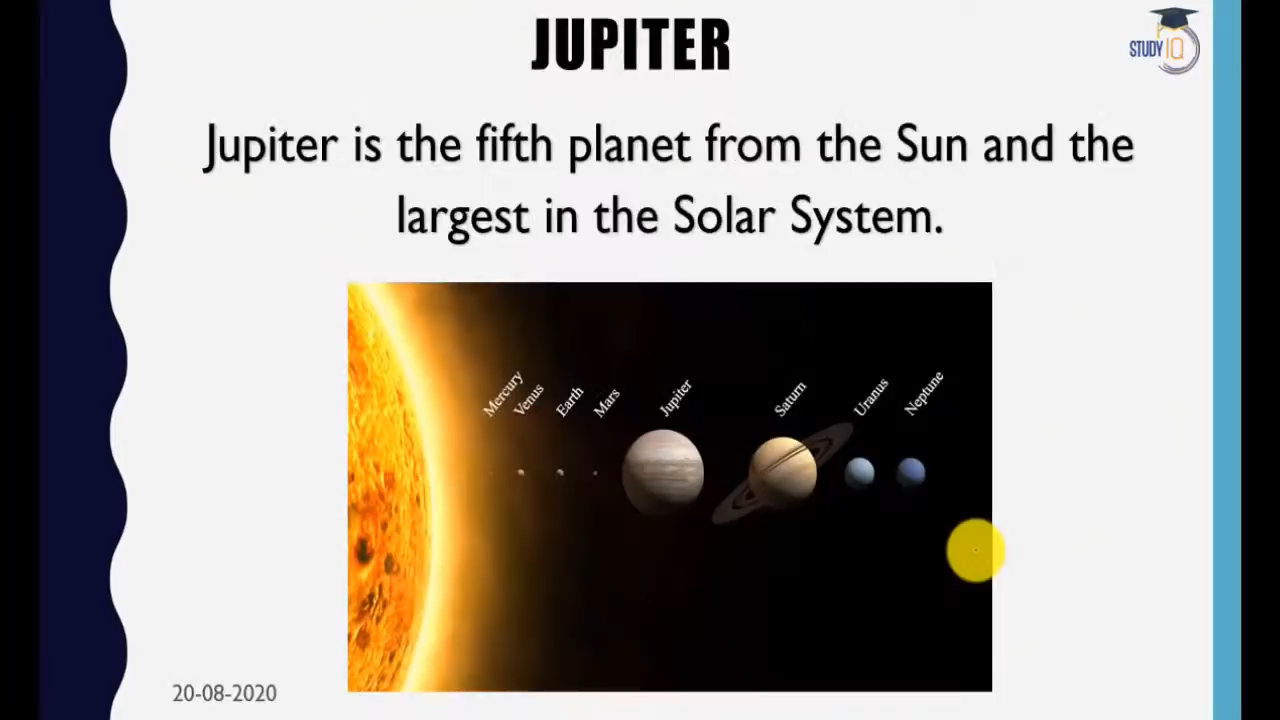 JUPITER
STUDY IQ
Jupiter is the fifth planet from the Sun and the
largest in the Solar System.
Mercury
Venus
Earth
Mars
Jupiter
Saturn
Uranus
Neptune
20-08-2020